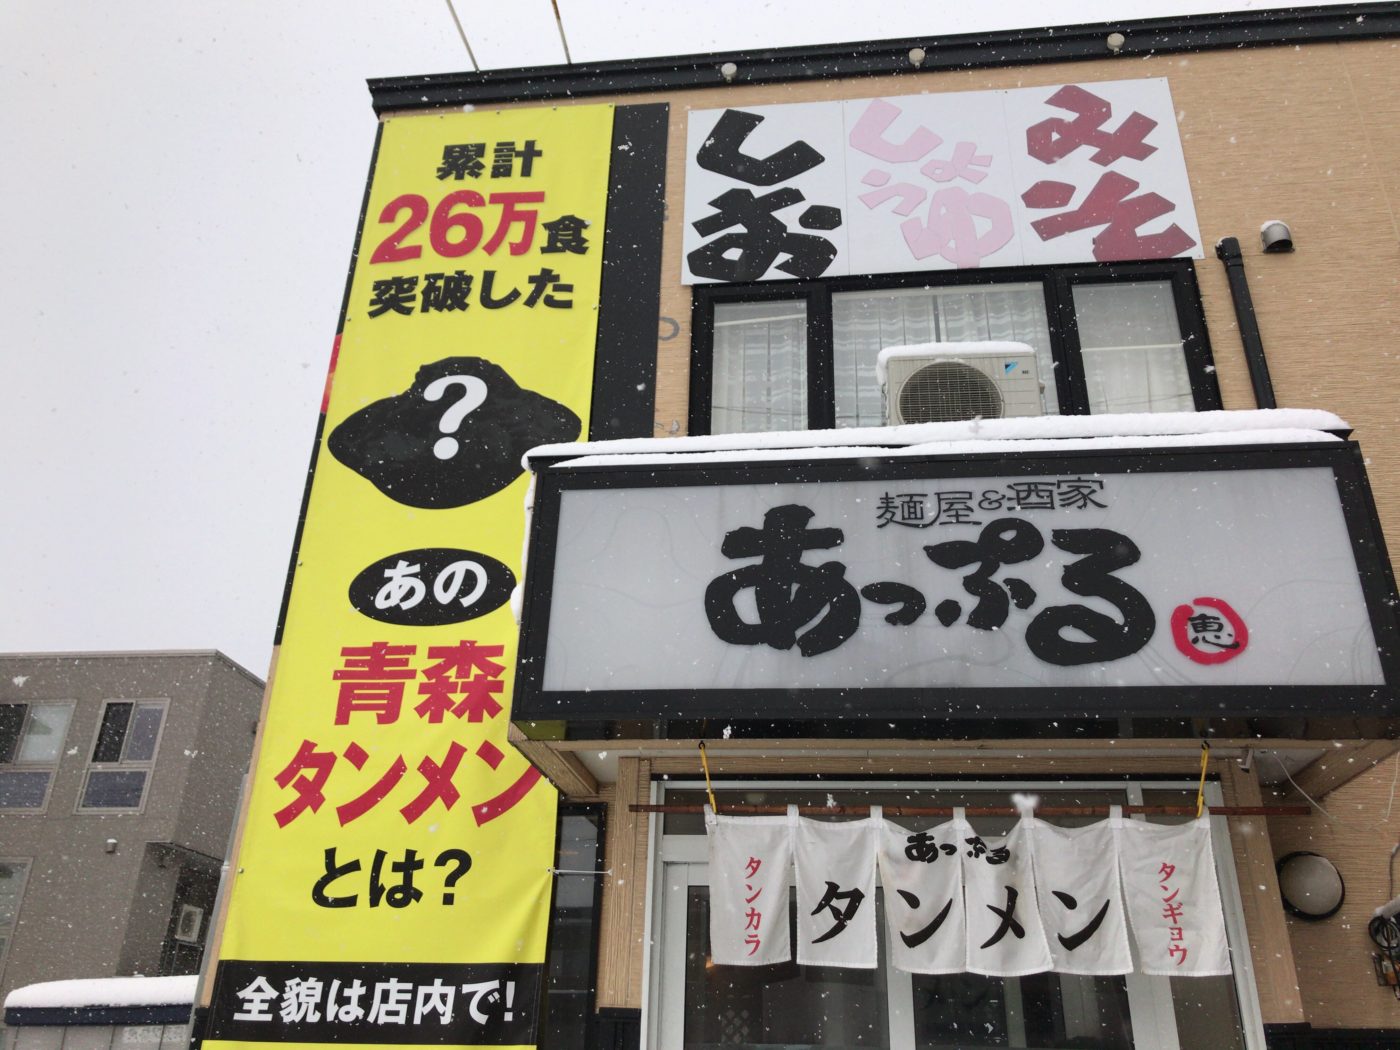 累計
26万食
突破した
?
あの
青森
タンメン
とは?
全貌は店内で!
しお
しょうゆ
みそ
麺屋&酒家
あっぷる
恵
あっぷる
タンカラ
タンメン
タンギョウ